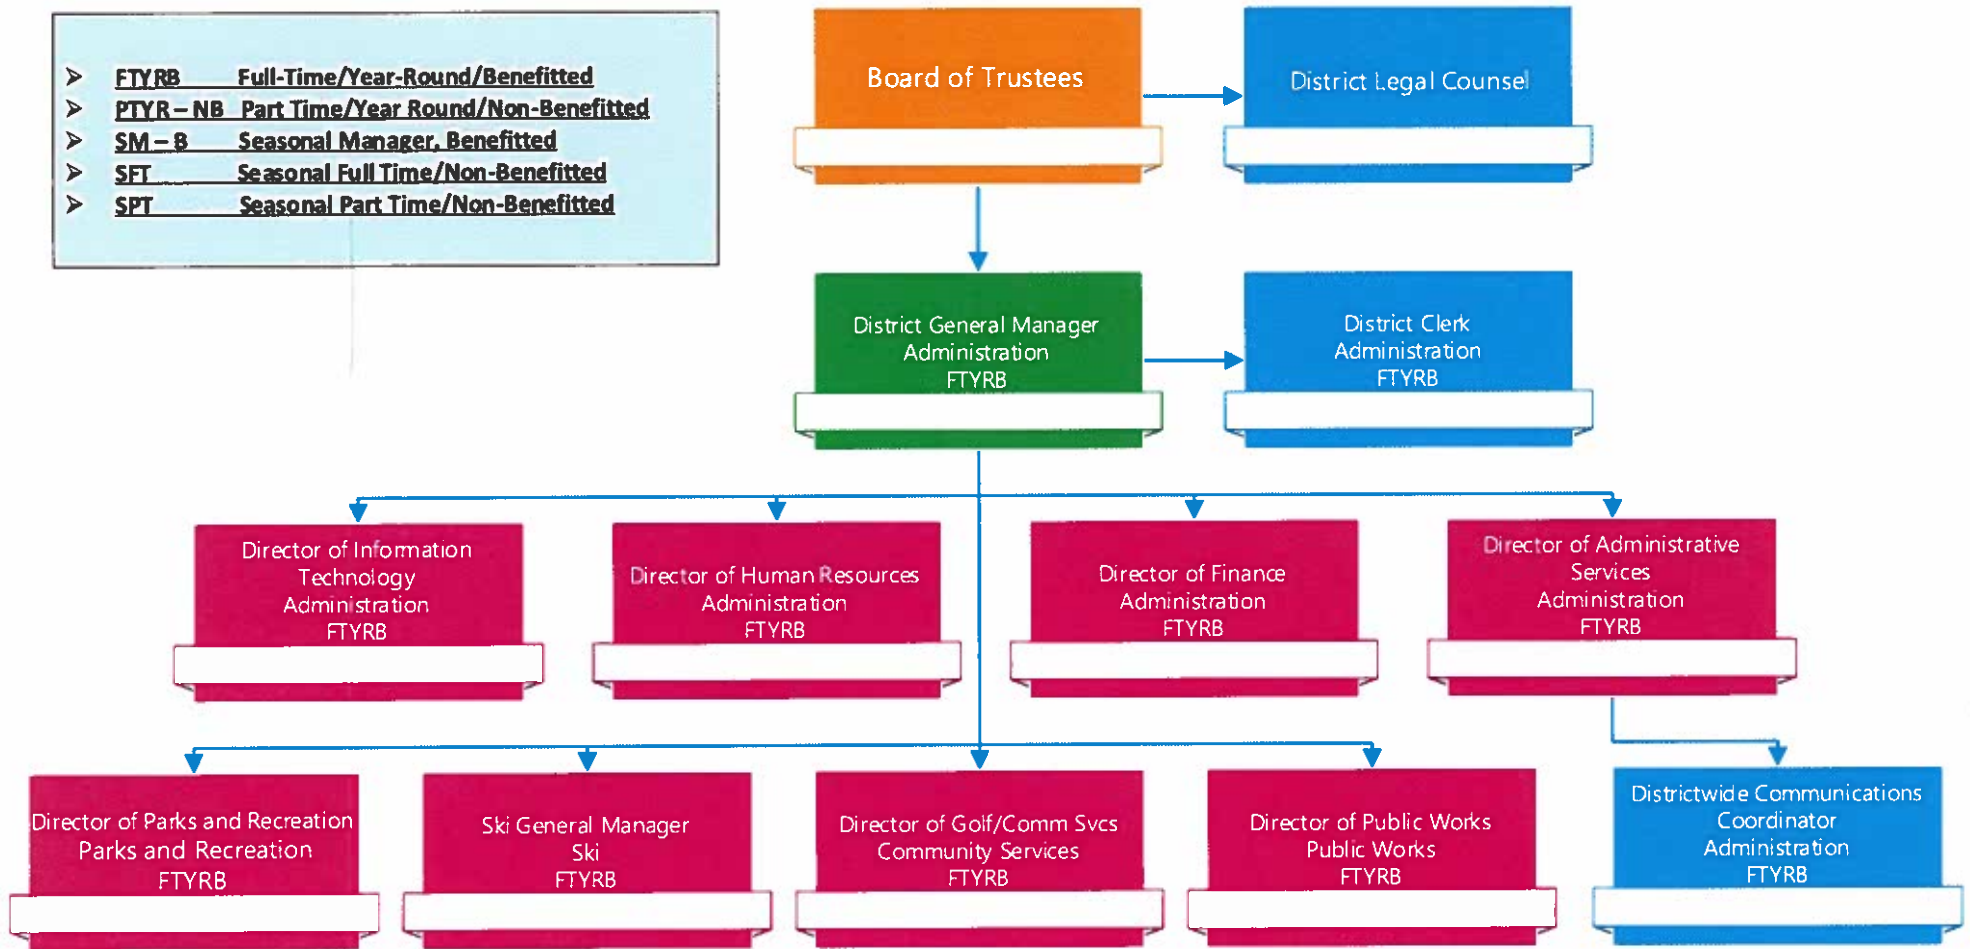 ➤ FTYRB Full-Time/Year-Round/Benefitted
➤ PTYR – NB Part Time/Year Round/Non-Benefitted
➤ SM – B Seasonal Manager, Benefitted
➤ SFT Seasonal Full Time/Non-Benefitted
➤ SPT Seasonal Part Time/Non-Benefitted
Board of Trustees
District Legal Counsel
District General Manager
Administration
FTYRB
District Clerk
Administration
FTYRB
Director of Information
Technology
Administration
FTYRB
Director of Human Resources
Administration
FTYRB
Director of Finance
Administration
FTYRB
Director of Administrative
Services
Administration
FTYRB
Director of Parks and Recreation
Parks and Recreation
FTYRB
Ski General Manager
Ski
FTYRB
Director of Golf/Comm Svcs
Community Services
FTYRB
Director of Public Works
Public Works
FTYRB
Districtwide Communications
Coordinator
Administration
FTYRB